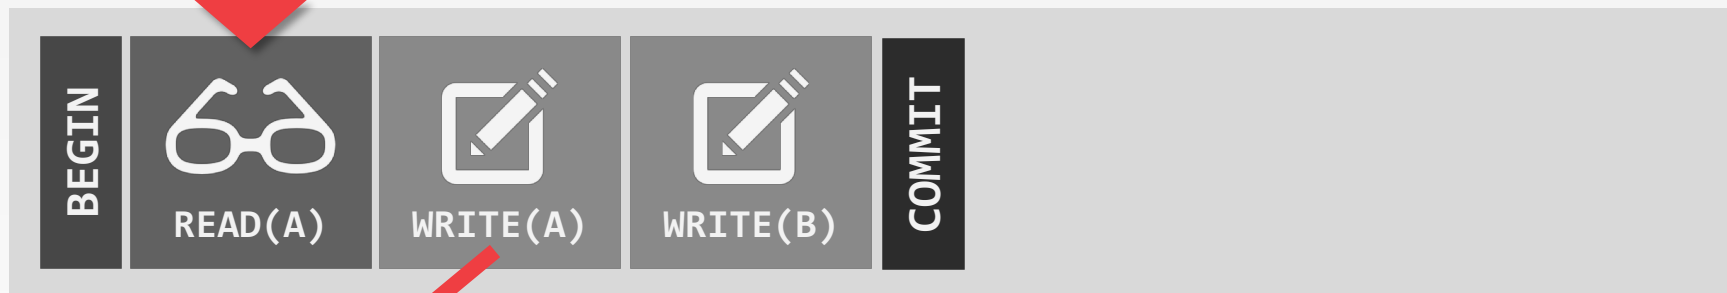 BEGIN
READ(A)
WRITE(A)
WRITE(B)
COMMIT